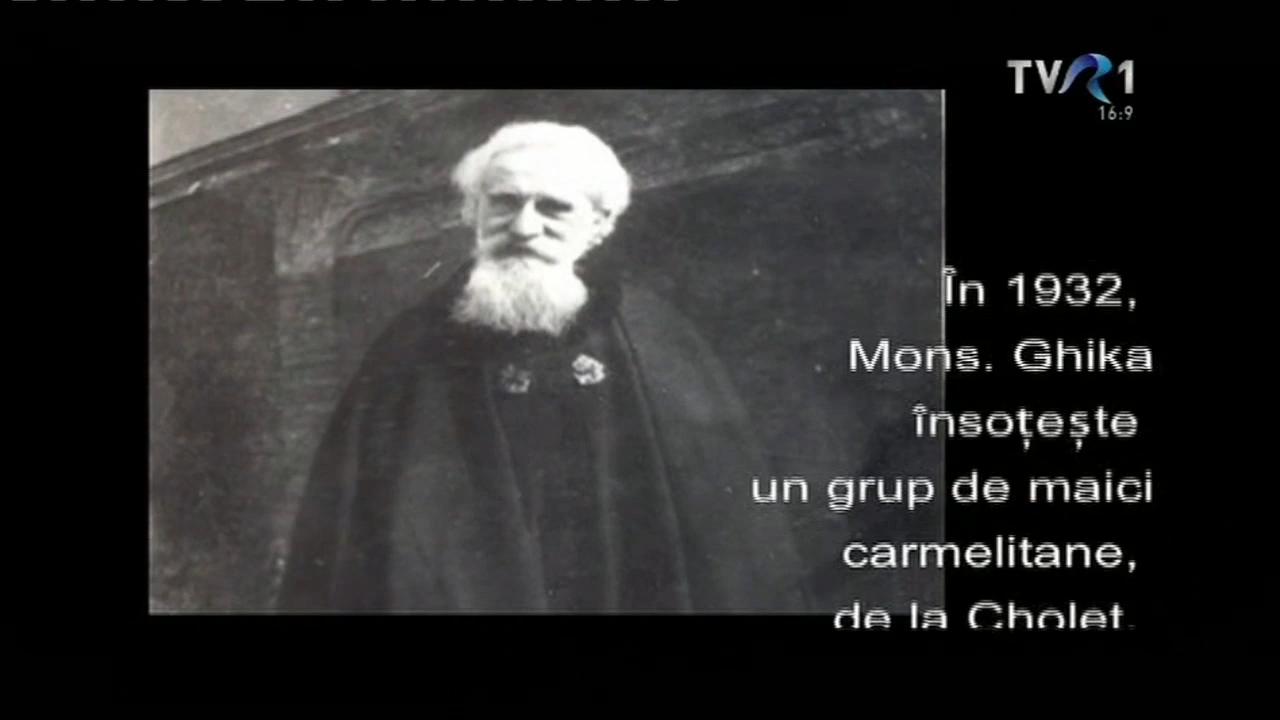 TVR1
16:9
În 1932,
Mons. Ghika
însoțește
un grup de maici
carmelitane,
de la Cholet,